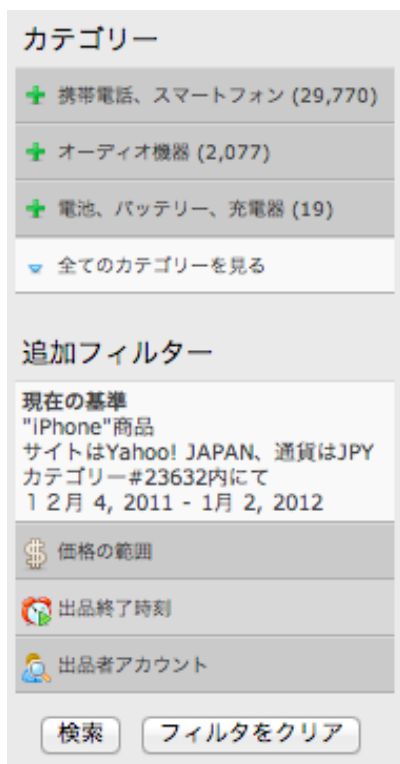 カテゴリー
携帯電話、スマートフォン (29,770)
オーディオ機器 (2,077)
電池、バッテリー、充電器 (19)
全てのカテゴリーを見る
追加フィルター
現在の基準
"iPhone"商品
サイトはYahoo! JAPAN、通貨はJPY
カテゴリー#23632内にて
１２月 4, 2011 - 1月 2, 2012
価格の範囲
出品終了時刻
出品者アカウント
検索 フィルタをクリア